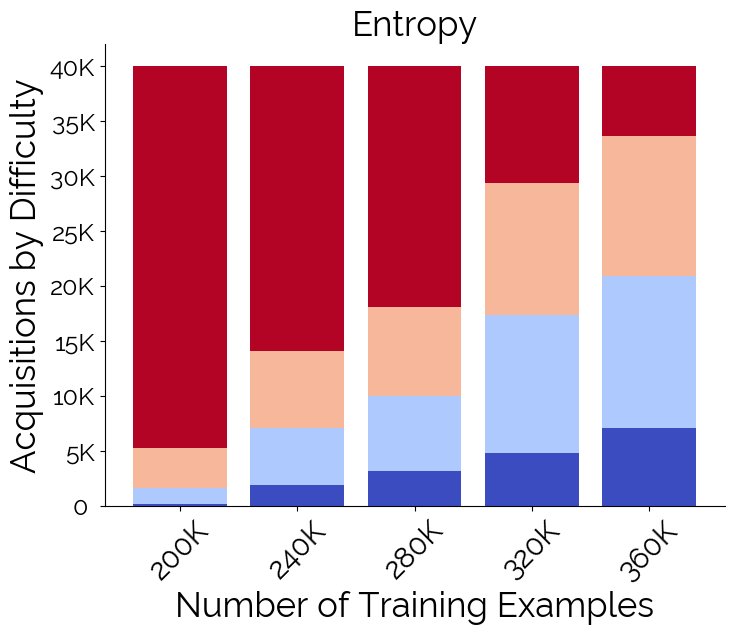 Entropy
Acquisitions by Difficulty
40K
35K
30K
25K
20K
15K
10K
5K
0
200K
240K
280K
320K
360K
Number of Training Examples